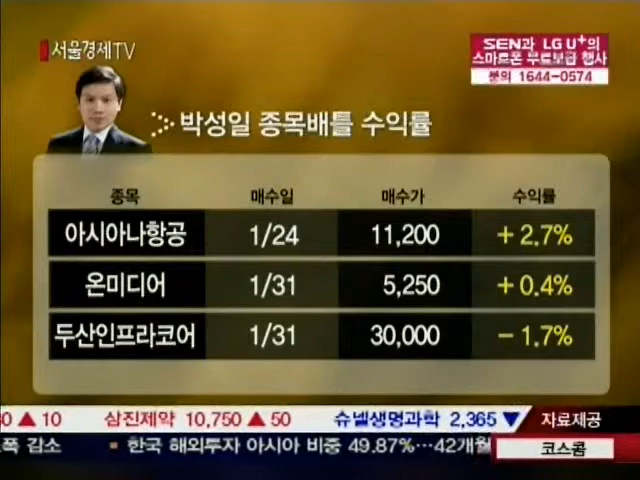 서울경제TV
SEN과 LG U+의
스마트폰 무료보급 행사
문의 1644-0574
박성일 종목배틀 수익률
종목 매수일 매수가 수익률
아시아나항공 1/24 11,200 +2.7%
온미디어 1/31 5,250 +0.4%
두산인프라코어 1/31 30,000 -1.7%
0 ▲ 10 삼진제약 10,750 ▲ 50 슈넬생명과학 2,365 ▼ 자료제공
폭 감소 ▪ 한국 해외투자 아시아 비중 49.87%…42개월 코스콤